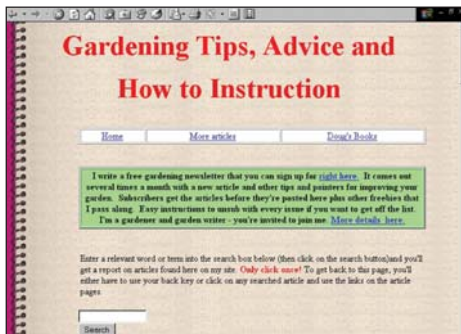 Gardening Tips, Advice and
How to Instruction
Home More articles Doug's Books
I write a free gardening newsletter that you can sign up for right here. It comes out
several times a month with a new article and other tips and pointers for improving your
garden. Subscribers get the articles before they're posted here plus other freebies that
I pass along. Easy instructions to unsub with every issue if you want to get off the list.
I'm a gardener and garden writer - you're invited to join me. More details here.
Enter a relevant word or term into the search box below (then click on the search button)and you'll
get a report on articles found here on my site. Only click once! To get back to this page, you'll
either have to use your back key or click on any searched article and use the links on the article
pages.
Search